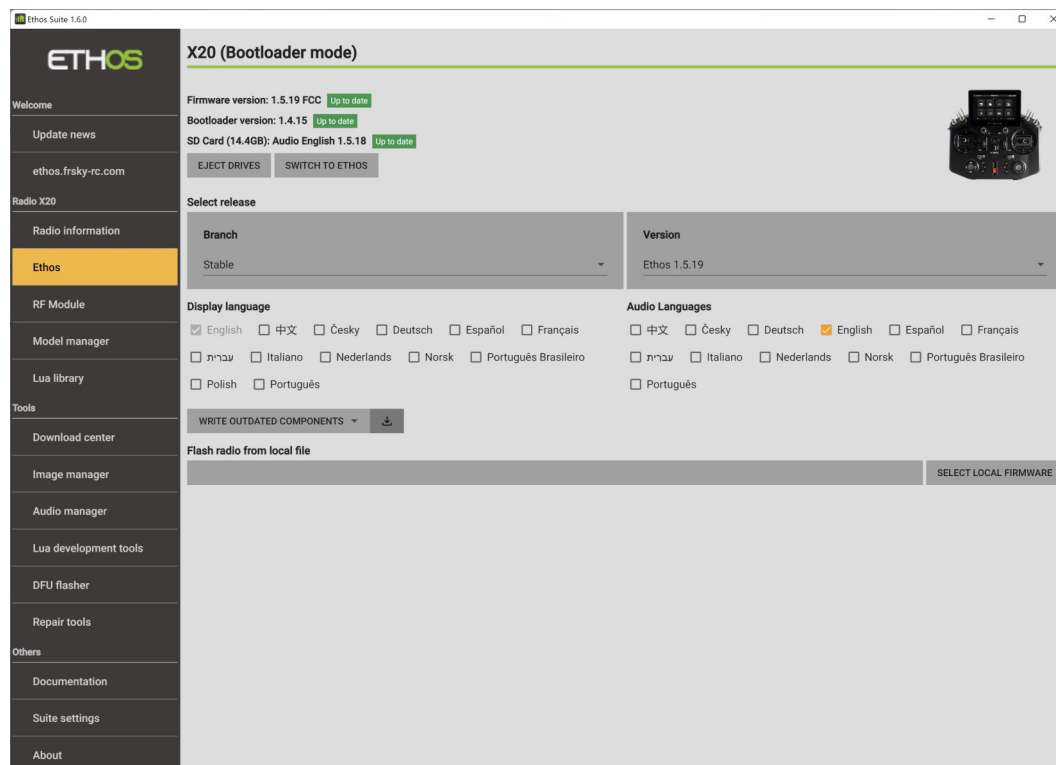 Ethos Suite 1.6.0
ETHOS
Welcome
Update news
ethos.frsky-rc.com
Radio X20
Radio information
Ethos
RF Module
Model manager
Lua library
Tools
Download center
Image manager
Audio manager
Lua development tools
DFU flasher
Repair tools
Others
Documentation
Suite settings
About
X20 (Bootloader mode)
Firmware version: 1.5.19 FCC Up to date
Bootloader version: 1.4.15 Up to date
SD Card (14.4GB): Audio English 1.5.18 Up to date
EJECT DRIVES SWITCH TO ETHOS
Select release
Branch
Stable
Version
Ethos 1.5.19
Display language
English 中文 Česky Deutsch Español Français
עברית Italiano Nederlands Norsk Português Brasileiro
Polish Português
Audio Languages
中文 Česky Deutsch English Español Français
עברית Italiano Nederlands Norsk Português Brasileiro
Português
WRITE OUTDATED COMPONENTS
Flash radio from local file
SELECT LOCAL FIRMWARE